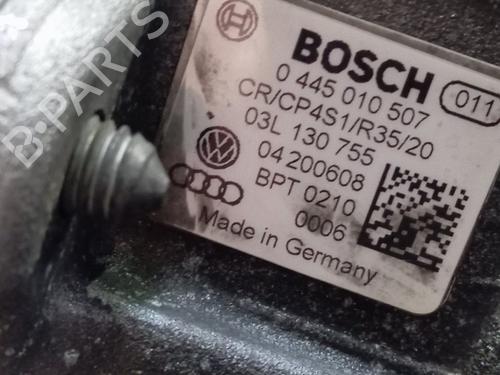 BOSCH 011
0 445 010 507
CR/CP4S1/R35/20
03L 130 755
04200608
BPT 0210
0006
Made in Germany
B-PARTS